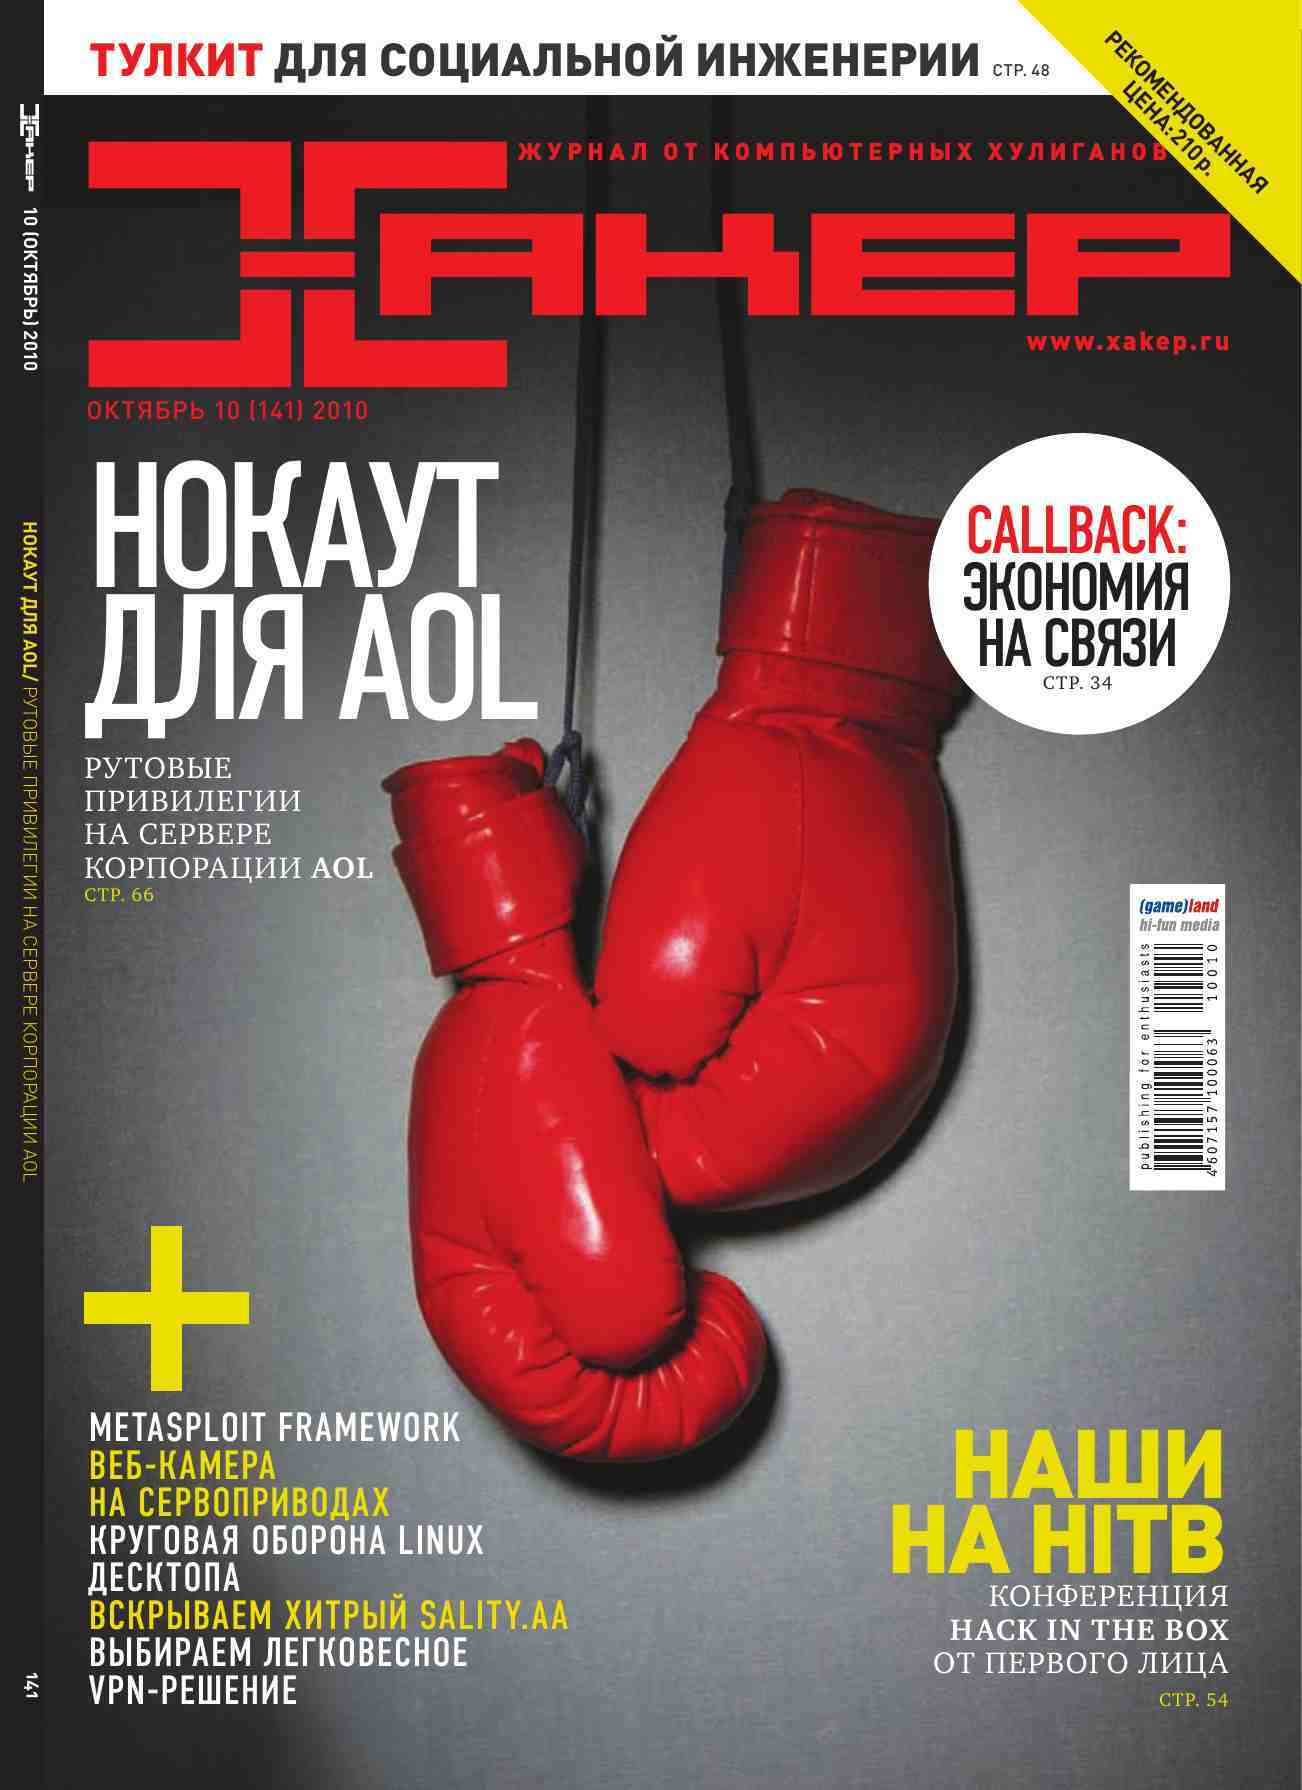 ТУЛКИТ ДЛЯ СОЦИАЛЬНОЙ ИНЖЕНЕРИИ СТР. 48
РЕКОМЕНДОВАННАЯ
ЦЕНА: 210 р.
ЖУРНАЛ ОТ КОМПЬЮТЕРНЫХ ХУЛИГАНОВ
ХАКЕР
www.xakep.ru
ОКТЯБРЬ 10 (141) 2010
НОКАУТ
ДЛЯ AOL
РУТОВЫЕ
ПРИВИЛЕГИИ
НА СЕРВЕРЕ
КОРПОРАЦИИ AOL
СТР. 66
CALLBACK:
ЭКОНОМИЯ
НА СВЯЗИ
СТР. 34
(game)land
hi-fun media
publishing for enthusiasts
10010
4 607157 100063
METASPLOIT FRAMEWORK
ВЕБ-КАМЕРА
НА СЕРВОПРИВОДАХ
КРУГОВАЯ ОБОРОНА LINUX
ДЕСКТОПА
ВСКРЫВАЕМ ХИТРЫЙ SALITY.AA
ВЫБИРАЕМ ЛЕГКОВЕСНОЕ
VPN-РЕШЕНИЕ
НАШИ
НА HITB
КОНФЕРЕНЦИЯ
HACK IN THE BOX
ОТ ПЕРВОГО ЛИЦА
СТР. 54
ХАКЕР 10 (ОКТЯБРЬ) 2010 НОКАУТ ДЛЯ AOL/ РУТОВЫЕ ПРИВИЛЕГИИ НА СЕРВЕРЕ КОРПОРАЦИИ AOL 141